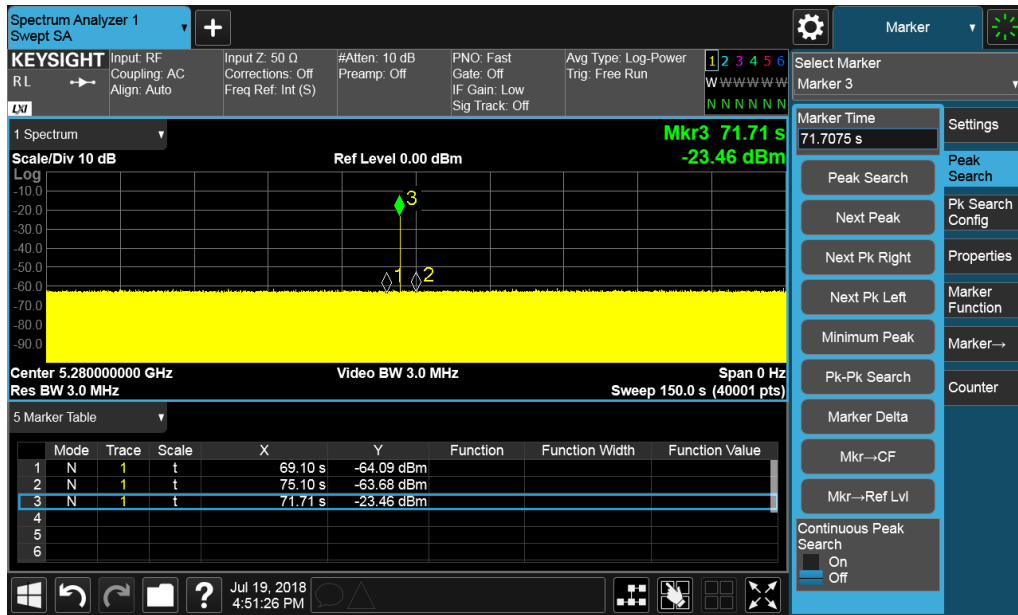 Spectrum Analyzer 1
Swept SA
Marker
KEYSIGHT
RL
LXI
Input: RF
Coupling: AC
Align: Auto
Input Z: 50 Ω
Corrections: Off
Freq Ref: Int (S)
#Atten: 10 dB
Preamp: Off
PNO: Fast
Gate: Off
IF Gain: Low
Sig Track: Off
Avg Type: Log-Power
Trig: Free Run
1 2 3 4 5 6
W W W W W W
N N N N N N
Select Marker
Marker 3
1 Spectrum
Mkr3 71.71 s
Scale/Div 10 dB
Ref Level 0.00 dBm
-23.46 dBm
Log
-10.0
-20.0
-30.0
-40.0
-50.0
-60.0
-70.0
-80.0
-90.0
3
1
2
Center 5.280000000 GHz
Video BW 3.0 MHz
Span 0 Hz
Res BW 3.0 MHz
Sweep 150.0 s (40001 pts)
5 Marker Table
Mode Trace Scale X Y Function Function Width Function Value
1 N 1 t 69.10 s -64.09 dBm
2 N 1 t 75.10 s -63.68 dBm
3 N 1 t 71.71 s -23.46 dBm
4
5
6
Marker Time
71.7075 s
Peak Search
Next Peak
Next Pk Right
Next Pk Left
Minimum Peak
Pk-Pk Search
Marker Delta
Mkr→CF
Mkr→Ref Lvl
Continuous Peak
Search
On
Off
Settings
Peak
Search
Pk Search
Config
Properties
Marker
Function
Marker→
Counter
?
Jul 19, 2018
4:51:26 PM